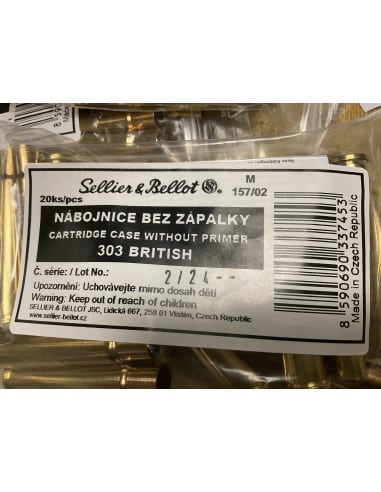 Sellier & Bellot S&B®
M
157/02
20ks/pcs
NÁBOJNICE BEZ ZÁPALKY
CARTRIDGE CASE WITHOUT PRIMER
303 BRITISH
Č. série: / Lot No.: 2/24--
Upozornění: Uchovávejte mimo dosah dětí
Warning: Keep out of reach of children
SELLIER & BELLOT JSC, Lidická 667, 258 01 Vlašim, Czech Republic
www.sellier-bellot.cz
8 590690 337453
Made in Czech Republic